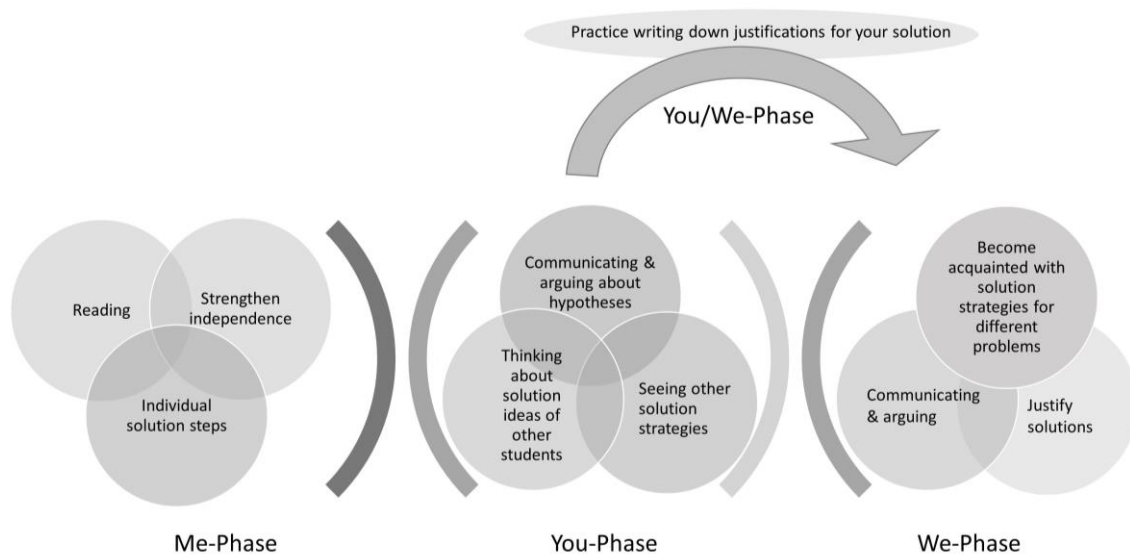 Practice writing down justifications for your solution
You/We-Phase
Reading
Strengthen
independence
Individual
solution steps
Communicating &
arguing about
hypotheses
Thinking
about
solution
ideas of
other
students
Seeing other
solution
strategies
Become
acquainted with
solution
strategies for
different
problems
Communicating
& arguing
Justify
solutions
Me-Phase
You-Phase
We-Phase